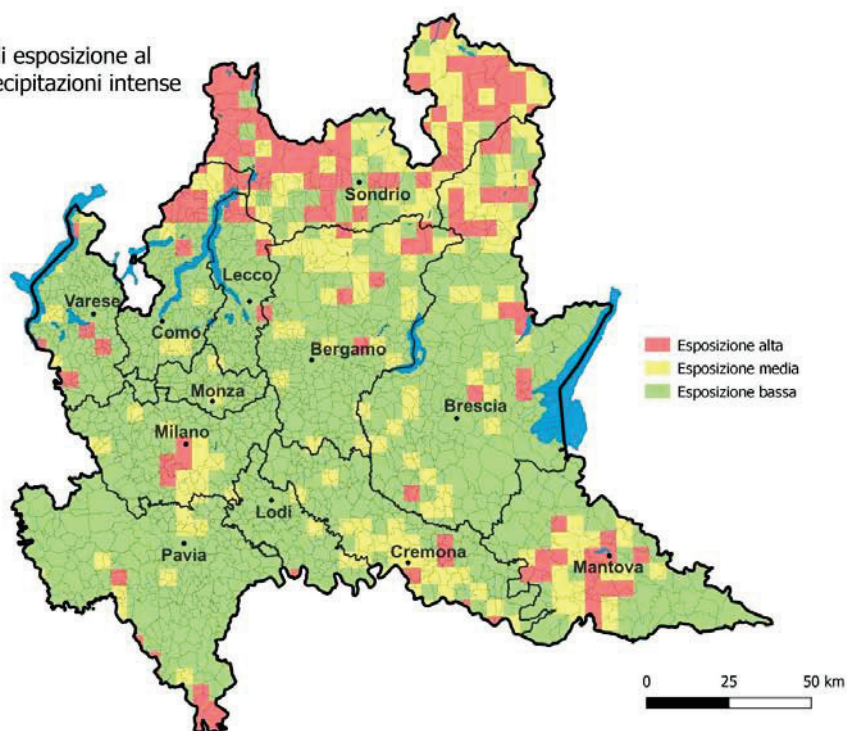 i esposizione al
ecipitazioni intense
Sondrio
Lecco
Varese
Como
Bergamo
Monza
Brescia
Milano
Lodi
Pavia
Cremona
Mantova
Esposizione alta
Esposizione media
Esposizione bassa
0 25 50 km